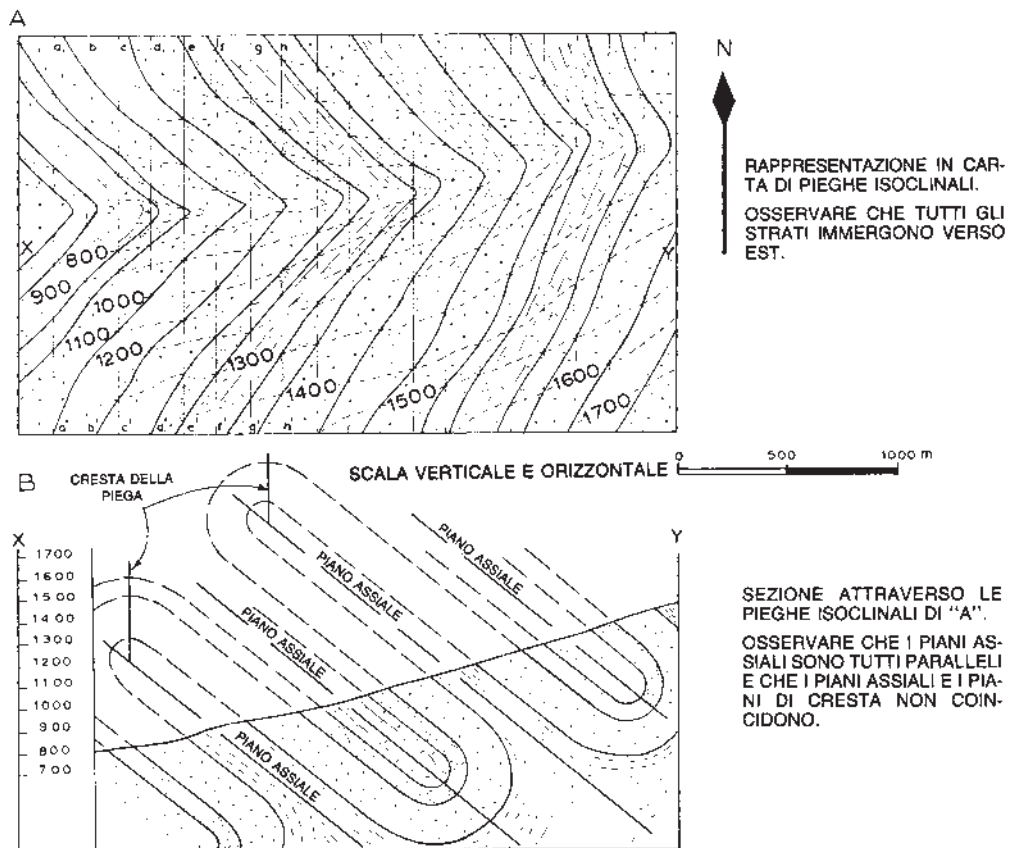 A
a b c d e f g h
N
RAPPRESENTAZIONE IN CAR-
TA DI PIEGHE ISOCLINALI.
OSSERVARE CHE TUTTI GLI
STRATI IMMERGONO VERSO
EST.
X
Y
800
900
1000
1100
1200
1300
1400
1500
1600
1700
a b c d e f g h
B
CRESTA DELLA
PIEGA
SCALA VERTICALE E ORIZZONTALE
0 500 1000 m
X
Y
1700
1600
1500
1400
1300
1200
1100
1000
900
800
700
PIANO ASSIALE
PIANO ASSIALE
PIANO ASSIALE
PIANO ASSIALE
SEZIONE ATTRAVERSO LE
PIEGHE ISOCLINALI DI "A".
OSSERVARE CHE I PIANI AS-
SIALI SONO TUTTI PARALLELI
E CHE I PIANI ASSIALI E I PIA-
NI DI CRESTA NON COIN-
CIDONO.